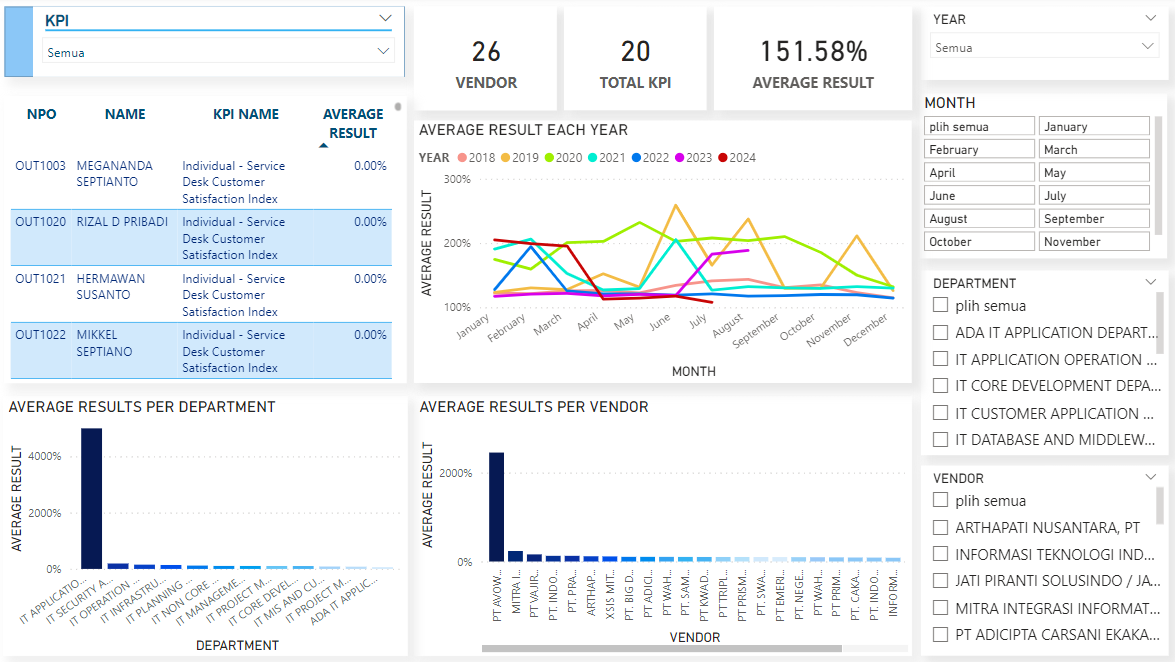 KPI
Semua
26
VENDOR
20
TOTAL KPI
151.58%
AVERAGE RESULT
YEAR
Semua
NPO NAME KPI NAME AVERAGE
RESULT
OUT1003 MEGANANDA Individual - Service 0.00%
SEPTIANTO Desk Customer
Satisfaction Index
OUT1020 RIZAL D PRIBADI Individual - Service 0.00%
Desk Customer
Satisfaction Index
OUT1021 HERMAWAN Individual - Service 0.00%
SUSANTO Desk Customer
Satisfaction Index
OUT1022 MIKKEL Individual - Service 0.00%
SEPTIANO Desk Customer
Satisfaction Index
AVERAGE RESULT EACH YEAR
YEAR 2018 2019 2020 2021 2022 2023 2024
AVERAGE RESULT
300%
200%
100%
January February March April May June July August September October November December
MONTH
MONTH
plih semua January
February March
April May
June July
August September
October November
DEPARTMENT
plih semua
ADA IT APPLICATION DEPART...
IT APPLICATION OPERATION ...
IT CORE DEVELOPMENT DEPA...
IT CUSTOMER APPLICATION ...
IT DATABASE AND MIDDLEW...
AVERAGE RESULTS PER DEPARTMENT
AVERAGE RESULT
4000%
2000%
0%
IT APPLICATIO...
IT SECURITY A...
IT OPERATION ...
IT INFRASTRU...
IT PLANNING ...
IT NON CORE ...
IT MANAGEME...
IT PROJECT M...
IT CORE DEVEL...
IT MIS AND CU...
IT PROJECT M...
ADA IT APPLIC...
DEPARTMENT
AVERAGE RESULTS PER VENDOR
AVERAGE RESULT
2000%
0%
PT AVOW...
MITRA I...
PT VAJIR...
PT. INDO...
PT. PRA...
ARTHAP...
XSIS MIT...
PT. BIG D...
PT ADICI...
PT WAH...
PT. SAM...
PT KWAD...
PT TRIPL...
PT PRISM...
PT. SWA...
PT EMERI...
PT. NEGE...
PT WAH...
PT PRIM...
PT. CAKA...
PT. INDO...
INFORM...
VENDOR
VENDOR
plih semua
ARTHAPATI NUSANTARA, PT
INFORMASI TEKNOLOGI IND...
JATI PIRANTI SOLUSINDO / JA...
MITRA INTEGRASI INFORMAT...
PT ADICIPTA CARSANI EKAKA...